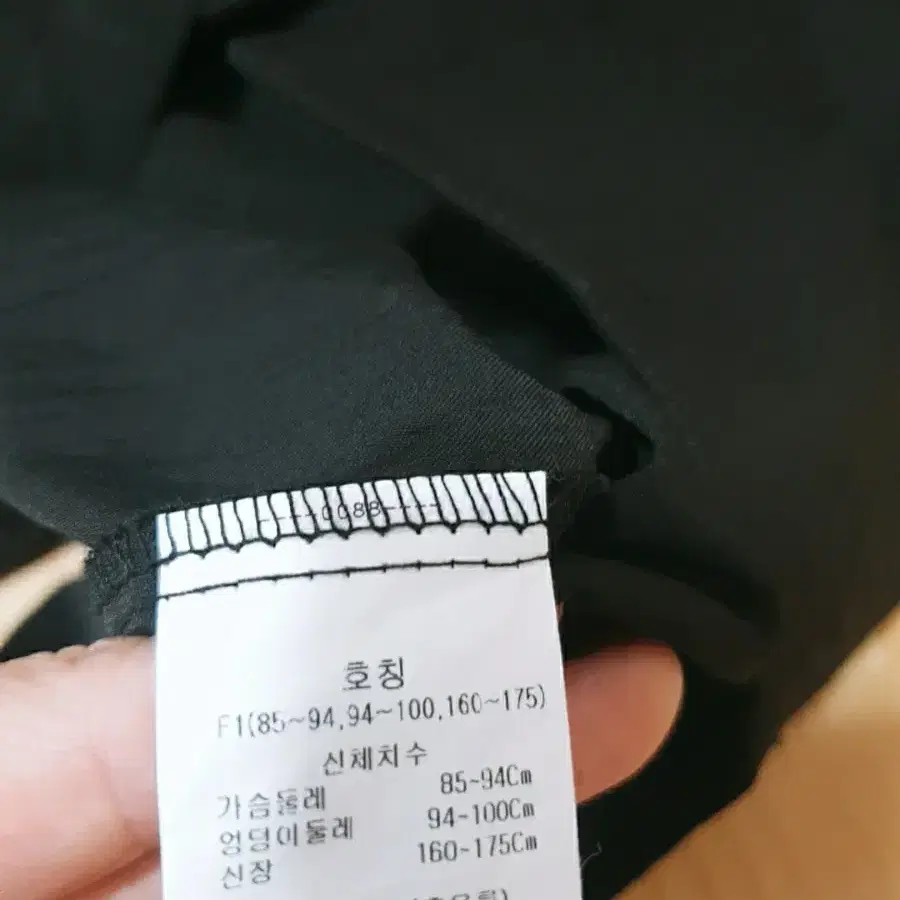 ----0088----
호칭
F1(85~94,94~100,160~175)
신체치수
가슴둘레 85~94Cm
엉덩이둘레 94~100Cm
신장 160~175Cm